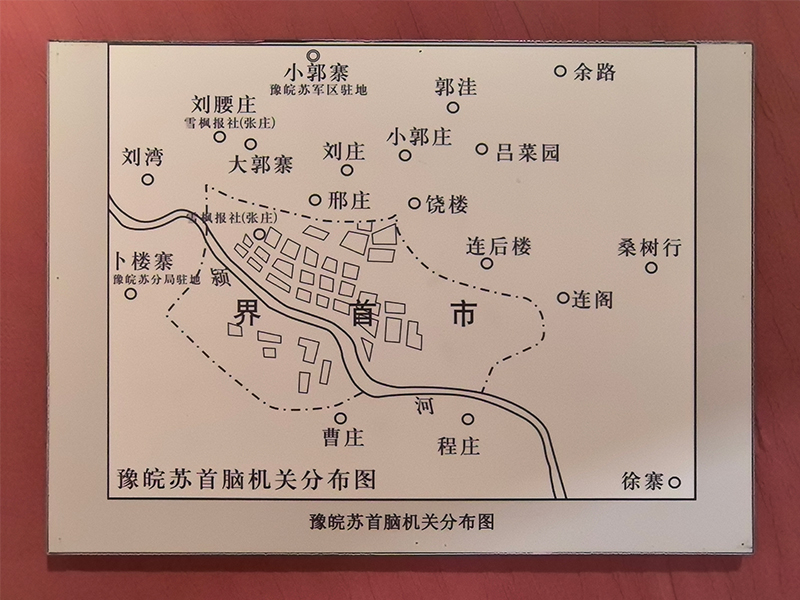 小郭寨
豫皖苏军区驻地
余路
郭洼
刘腰庄
雪枫报社(张庄)
大郭寨
刘庄
小郭庄
吕菜园
刘湾
邢庄
饶楼
雪枫报社(张庄)
连后楼
桑树行
卜楼寨
豫皖苏分局驻地
颍
界首市
连阁
河
曹庄
程庄
豫皖苏首脑机关分布图
徐寨
豫皖苏首脑机关分布图